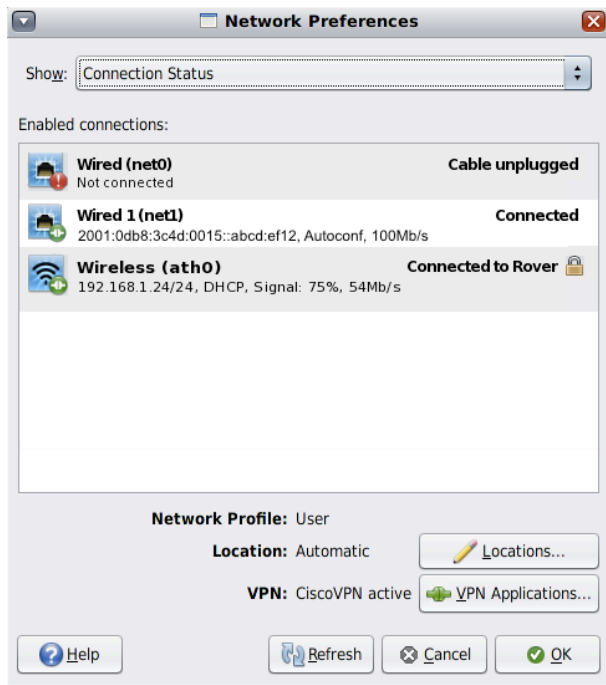 Network Preferences
Show: Connection Status
Enabled connections:
Wired (net0) Cable unplugged
Not connected
Wired 1 (net1) Connected
2001:0db8:3c4d:0015::abcd:ef12, Autoconf, 100Mb/s
Wireless (ath0) Connected to Rover
192.168.1.24/24, DHCP, Signal: 75%, 54Mb/s
Network Profile: User
Location: Automatic Locations...
VPN: CiscoVPN active VPN Applications...
Help Refresh Cancel OK